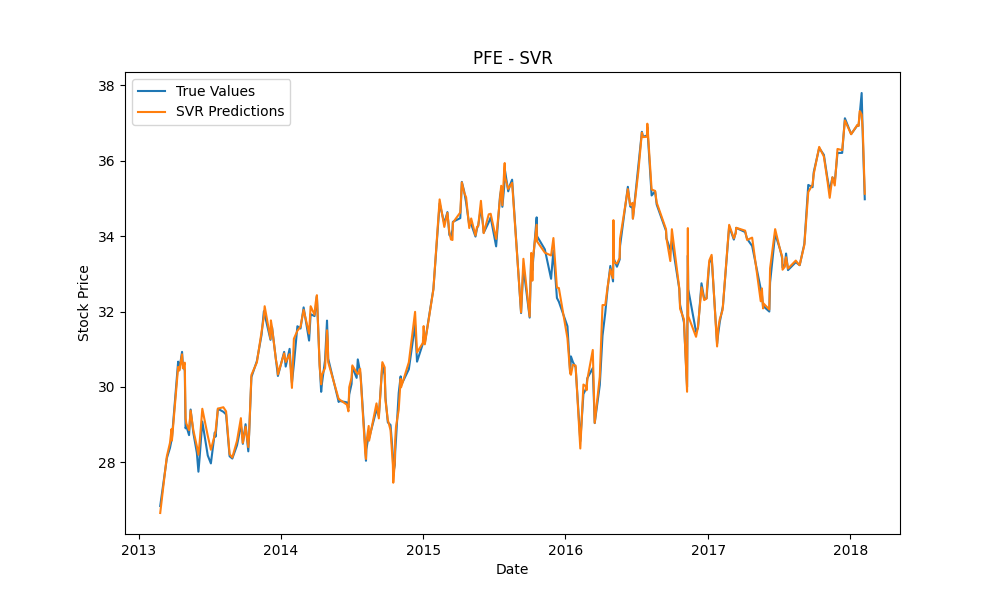 PFE - SVR
True Values
SVR Predictions
Stock Price
38
36
34
32
30
28
2013 2014 2015 2016 2017 2018
Date